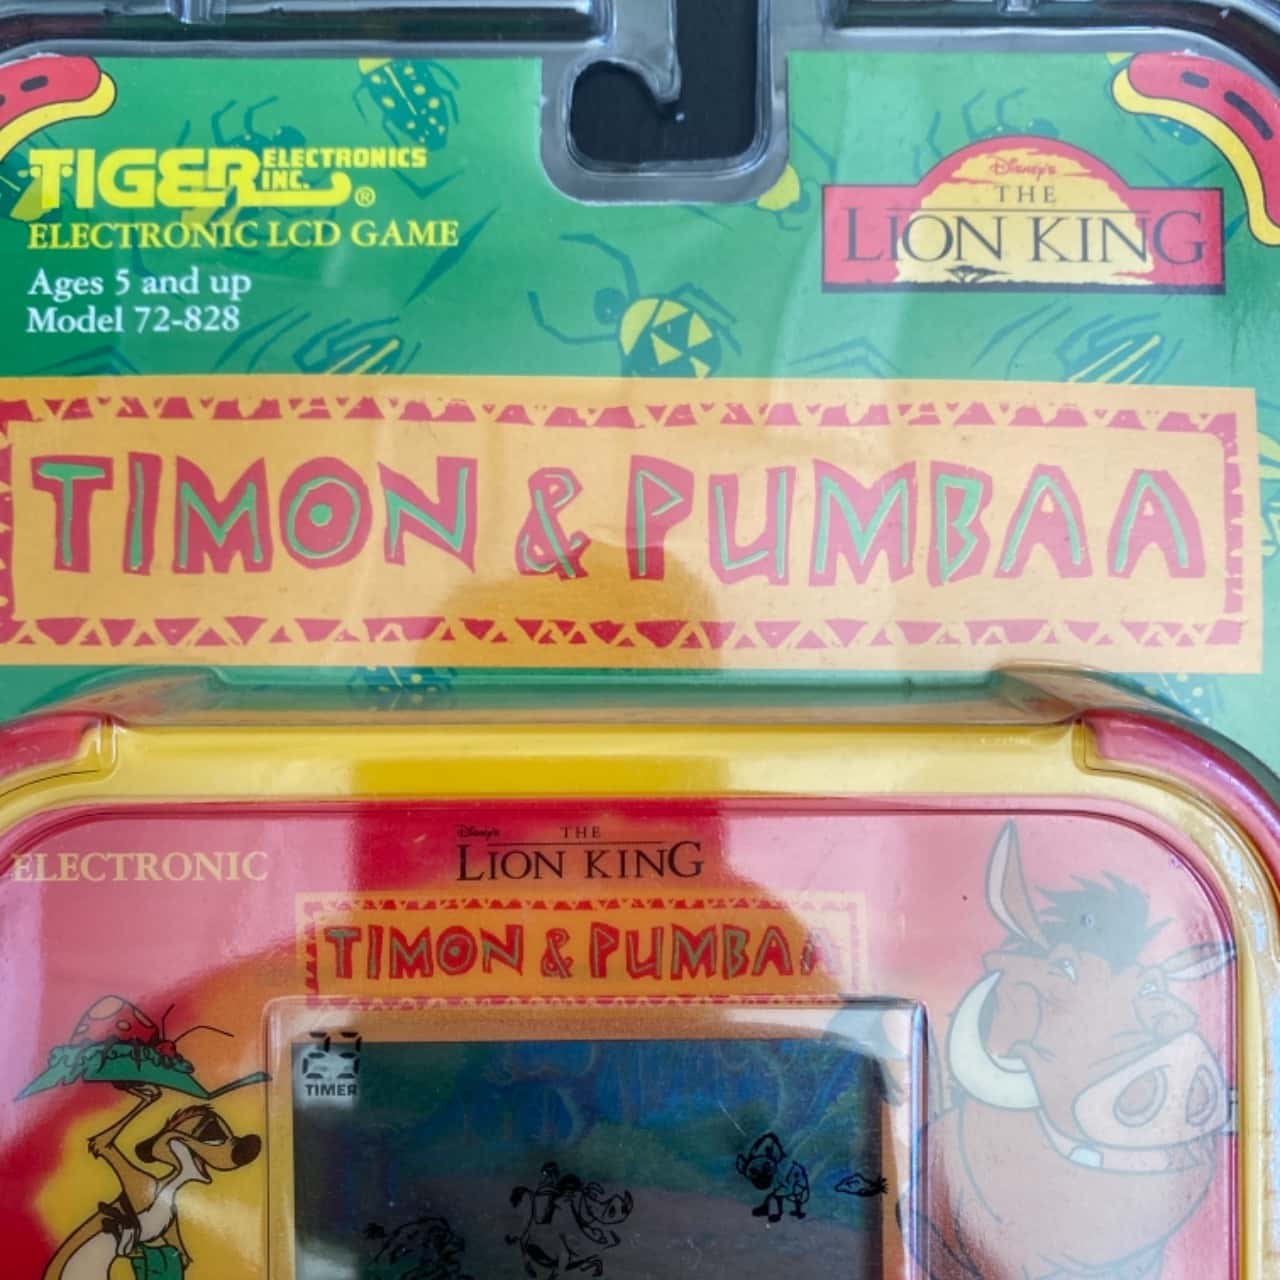 TIGER ELECTRONICS INC.®
ELECTRONIC LCD GAME
Ages 5 and up
Model 72-828
Disney's
THE
LION KING
TIMON & PUMBAA
ELECTRONIC
Disney's THE
LION KING
TIMON & PUMBAA
TIMER